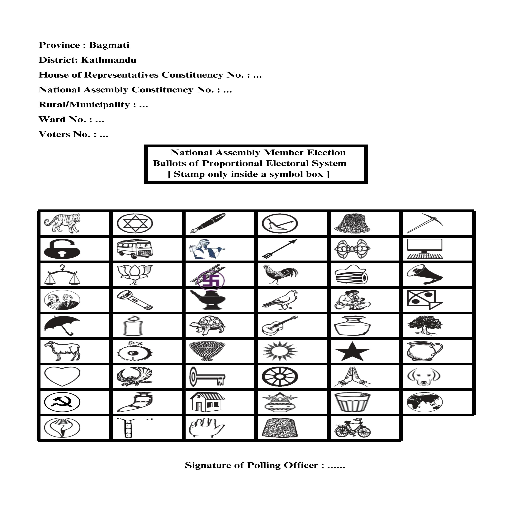 Province : Bagmati
District: Kathmandu
House of Representatives Constituency No. : ...
National Assembly Constituency No. : ...
Rural/Municipality : ...
Ward No. : ...
Voters No. : ...
National Assembly Member Election
Ballots of Proportional Electoral System
[ Stamp only inside a symbol box ]
Signature of Polling Officer : ......